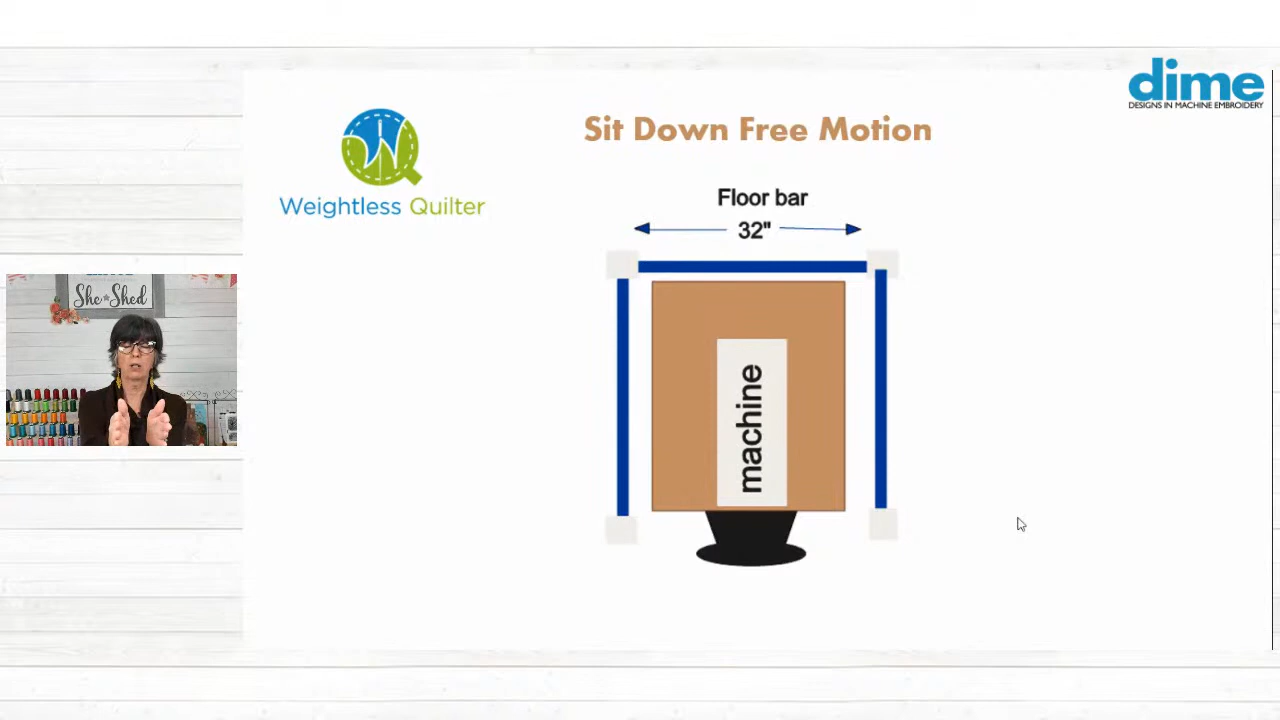 dime
DESIGNS IN MACHINE EMBROIDERY
Sit Down Free Motion
W
Weightless Quilter
Floor bar
32"
She★Shed
machine